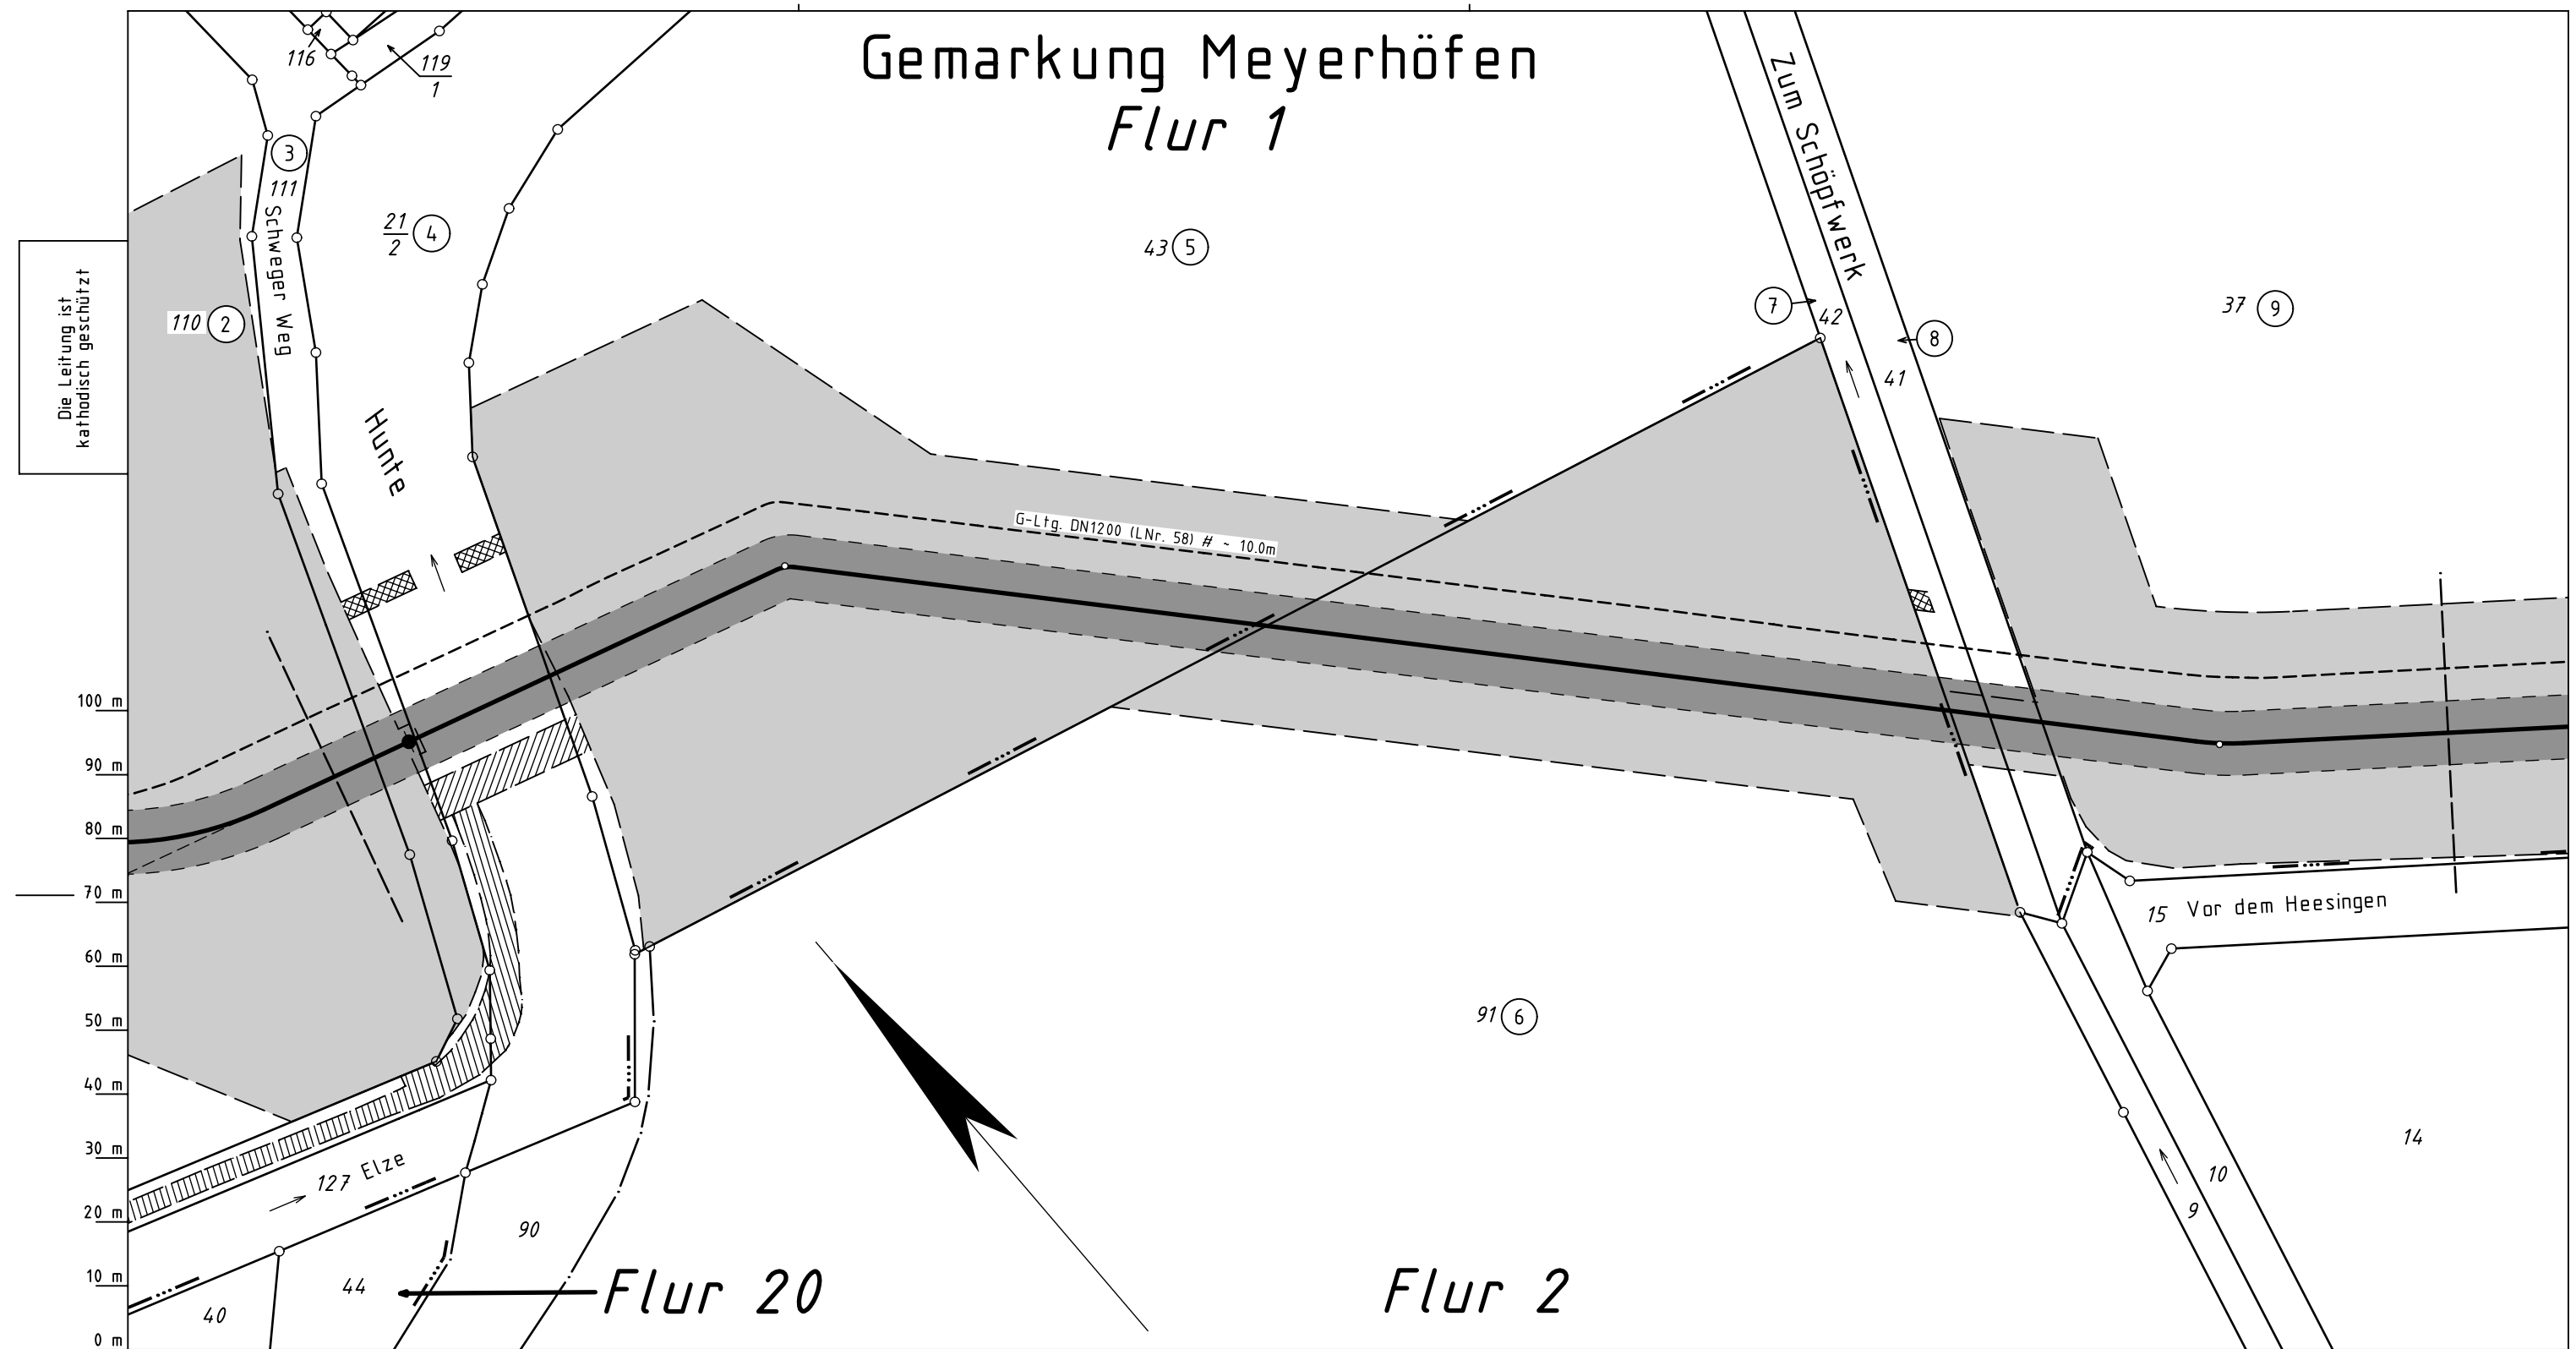 Gemarkung Meyerhöfen
Flur 1
116
119
1
3
111
Schweger Weg
21
2
4
43 5
Zum Schöpfwerk
110 2
Die Leitung ist
kathodisch geschützt
7
42
8
41
37 9
Hunte
G-Ltg. DN1200 (LNr. 58) # ~ 10.0m
100 m
90 m
80 m
70 m
60 m
50 m
40 m
30 m
20 m
10 m
0 m
15 Vor dem Heesingen
91 6
14
127 Elze
10
9
90
44
40
Flur 20
Flur 2